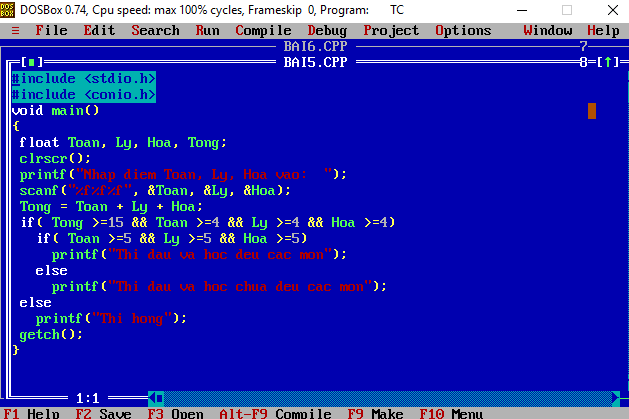 DOSBox 0.74, Cpu speed: max 100% cycles, Frameskip 0, Program: TC
≡ File Edit Search Run Compile Debug Project Options Window Help
BAI6.CPP 7
[■] BAI5.CPP 8=[↑]
#include <stdio.h>
#include <conio.h>
void main()
{
float Toan, Ly, Hoa, Tong;
clrscr();
printf("Nhap diem Toan, Ly, Hoa vao:  ");
scanf("%f%f%f", &Toan, &Ly, &Hoa);
Tong = Toan + Ly + Hoa;
if( Tong >=15 && Toan >=4 && Ly >=4 && Hoa >=4)
if( Toan >=5 && Ly >=5 && Hoa >=5)
printf("Thi dau va hoc deu cac mon");
else
printf("Thi dau va hoc chua deu cac mon");
else
printf("Thi hong");
getch();
}
1:1
F1 Help F2 Save F3 Open Alt-F9 Compile F9 Make F10 Menu